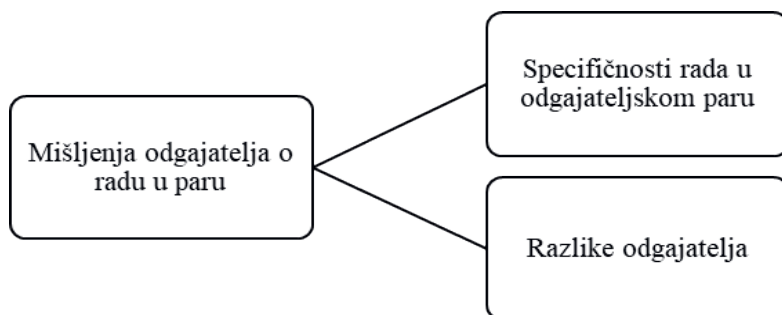 Mišljenja odgajatelja o
radu u paru
Specifičnosti rada u
odgajateljskom paru
Razlike odgajatelja